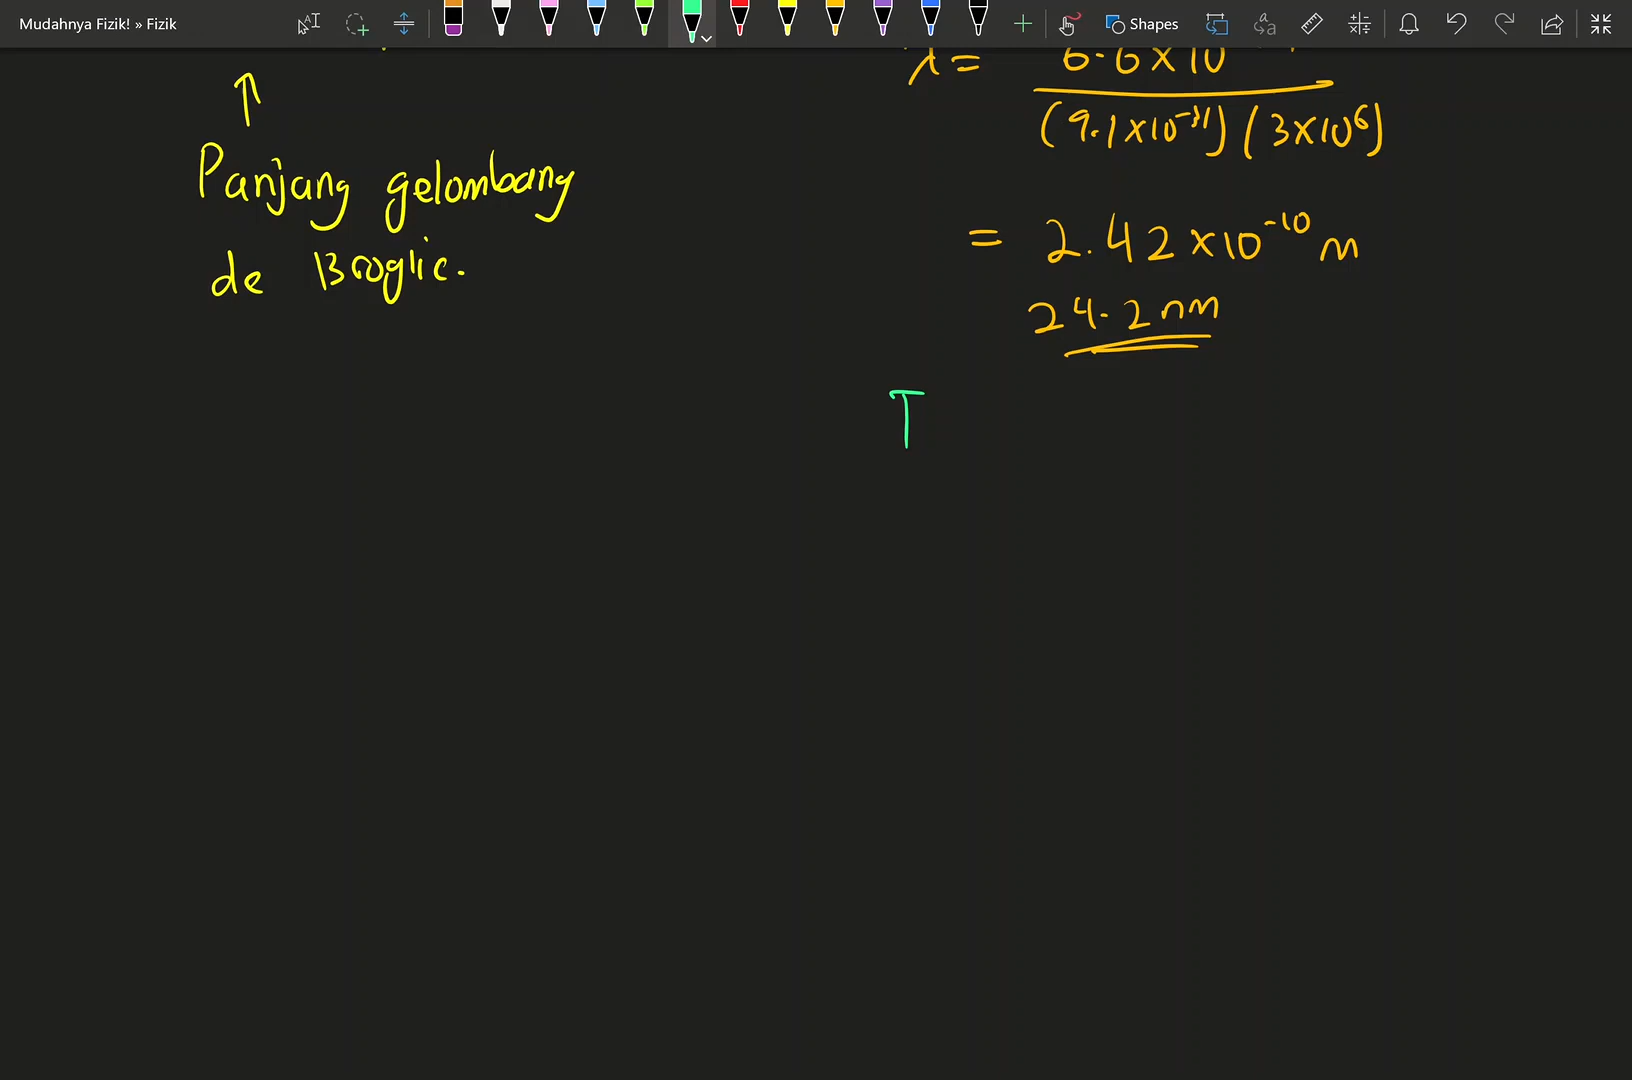 Mudahnya Fizik! » Fizik
Shapes
↑
Panjang gelombang
de Broglie.
λ = 6.6×10
(9.1×10⁻³¹) (3×10⁶)
= 2.42×10⁻¹⁰ m
24.2 nm
T